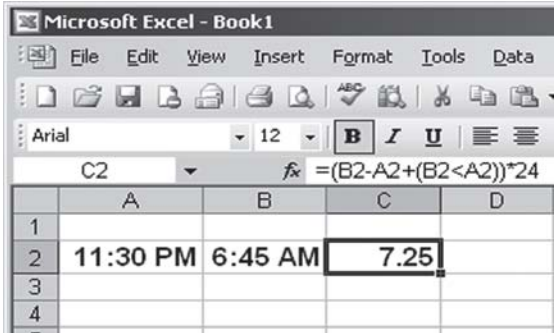 Microsoft Excel - Book1
File Edit View Insert Format Tools Data
ABC
Arial 12 B I U
C2 fx =(B2-A2+(B2<A2))*24
A B C D
1
2 11:30 PM 6:45 AM 7.25
3
4